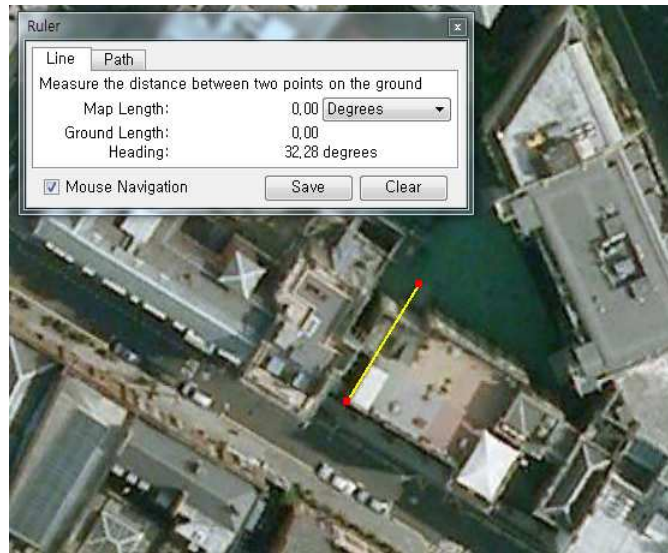 Ruler
Line Path
Measure the distance between two points on the ground
Map Length: 0,00 Degrees
Ground Length: 0,00
Heading: 32,28 degrees
Mouse Navigation Save Clear